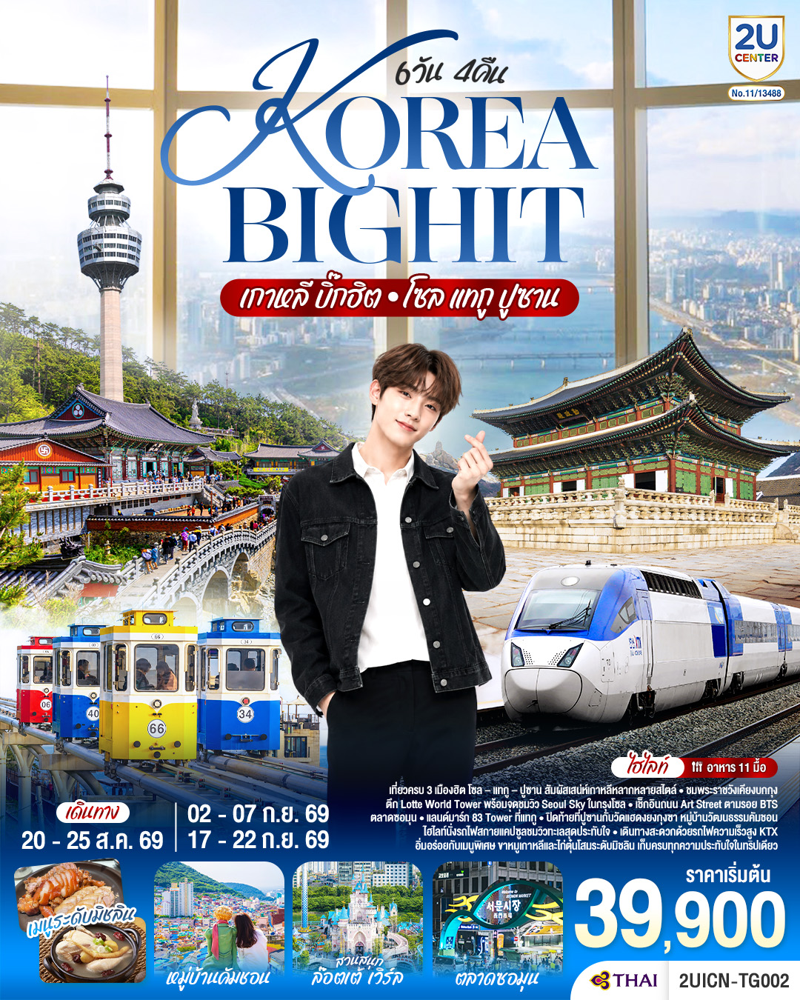 2U
CENTER
No.11/13488
6วัน 4คืน
KOREA
BIGHIT
เกาหลี บิ๊กฮิต • โซล แทกู ปูซาน
66
34
06
40
66
34
ไฮไลท์
อาหาร 11 มื้อ
เที่ยวครบ 3 เมืองฮิต โซล – แทกู – ปูซาน สัมผัสเสน่ห์เกาหลีหลากหลายสไตล์ • ชมพระราชวังเคียงบกกุง
ตึก Lotte World Tower พร้อมจุดชมวิว Seoul Sky ในกรุงโซล • เช็กอินถนน Art Street ตามรอย BTS
ตลาดซอมุน • แลนด์มาร์ก 83 Tower ที่แทกู • ปิดท้ายที่ปูซานกับวัดแฮดงยงกุงซา หมู่บ้านวัฒนธรรมคัมชอน
ไฮไลท์นั่งรถไฟสกายแคปซูลชมวิวทะเลสุดประทับใจ • เดินทางสะดวกด้วยรถไฟความเร็วสูง KTX
อิ่มอร่อยกับเมนูพิเศษ ขาหมูเกาหลีและไก่ตุ๋นโสมระดับมิชลิน เก็บครบทุกความประทับใจในทริปเดียว
เดินทาง
20 - 25 ส.ค. 69
02 - 07 ก.ย. 69
17 - 22 ก.ย. 69
เมนูระดับมิชลิน
หมู่บ้านคัมชอน
สวนสนุก
ล๊อตเต้ เวิร์ล
서문시장
ตลาดซอมุน
ราคาเริ่มต้น
39,900
THAI
2UICN-TG002